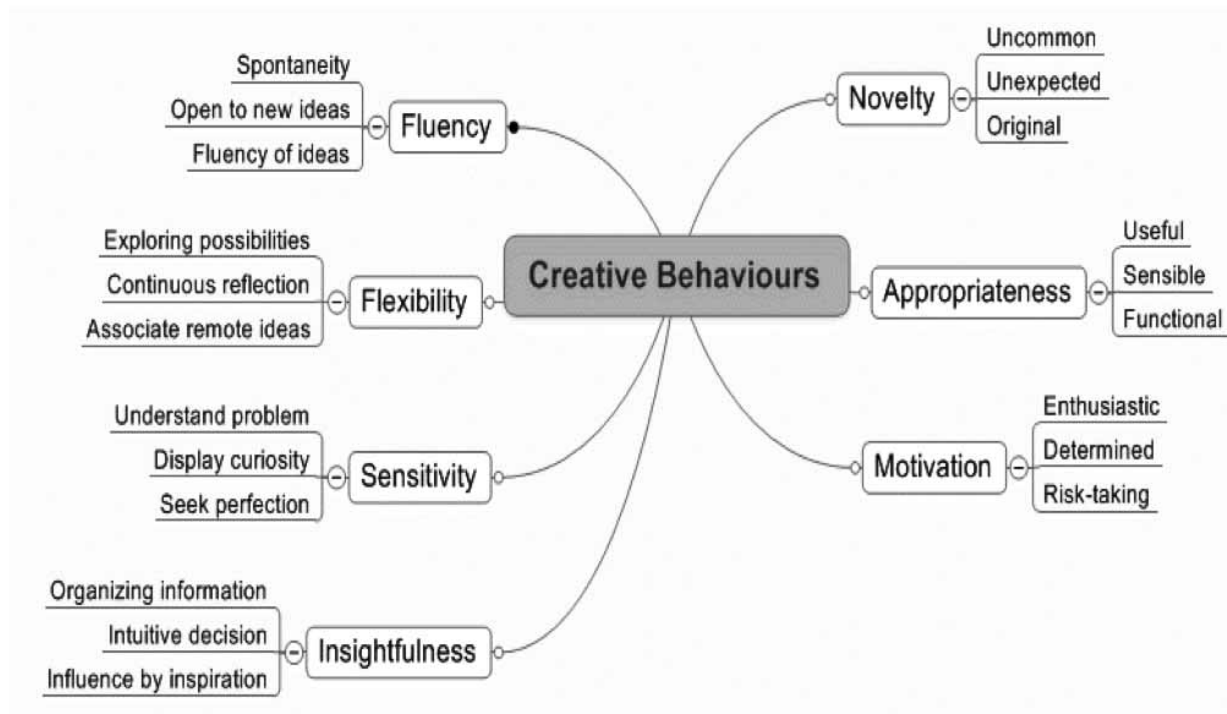 Creative Behaviours
Fluency
Spontaneity
Open to new ideas
Fluency of ideas
Flexibility
Exploring possibilities
Continuous reflection
Associate remote ideas
Sensitivity
Understand problem
Display curiosity
Seek perfection
Insightfulness
Organizing information
Intuitive decision
Influence by inspiration
Novelty
Uncommon
Unexpected
Original
Appropriateness
Useful
Sensible
Functional
Motivation
Enthusiastic
Determined
Risk-taking